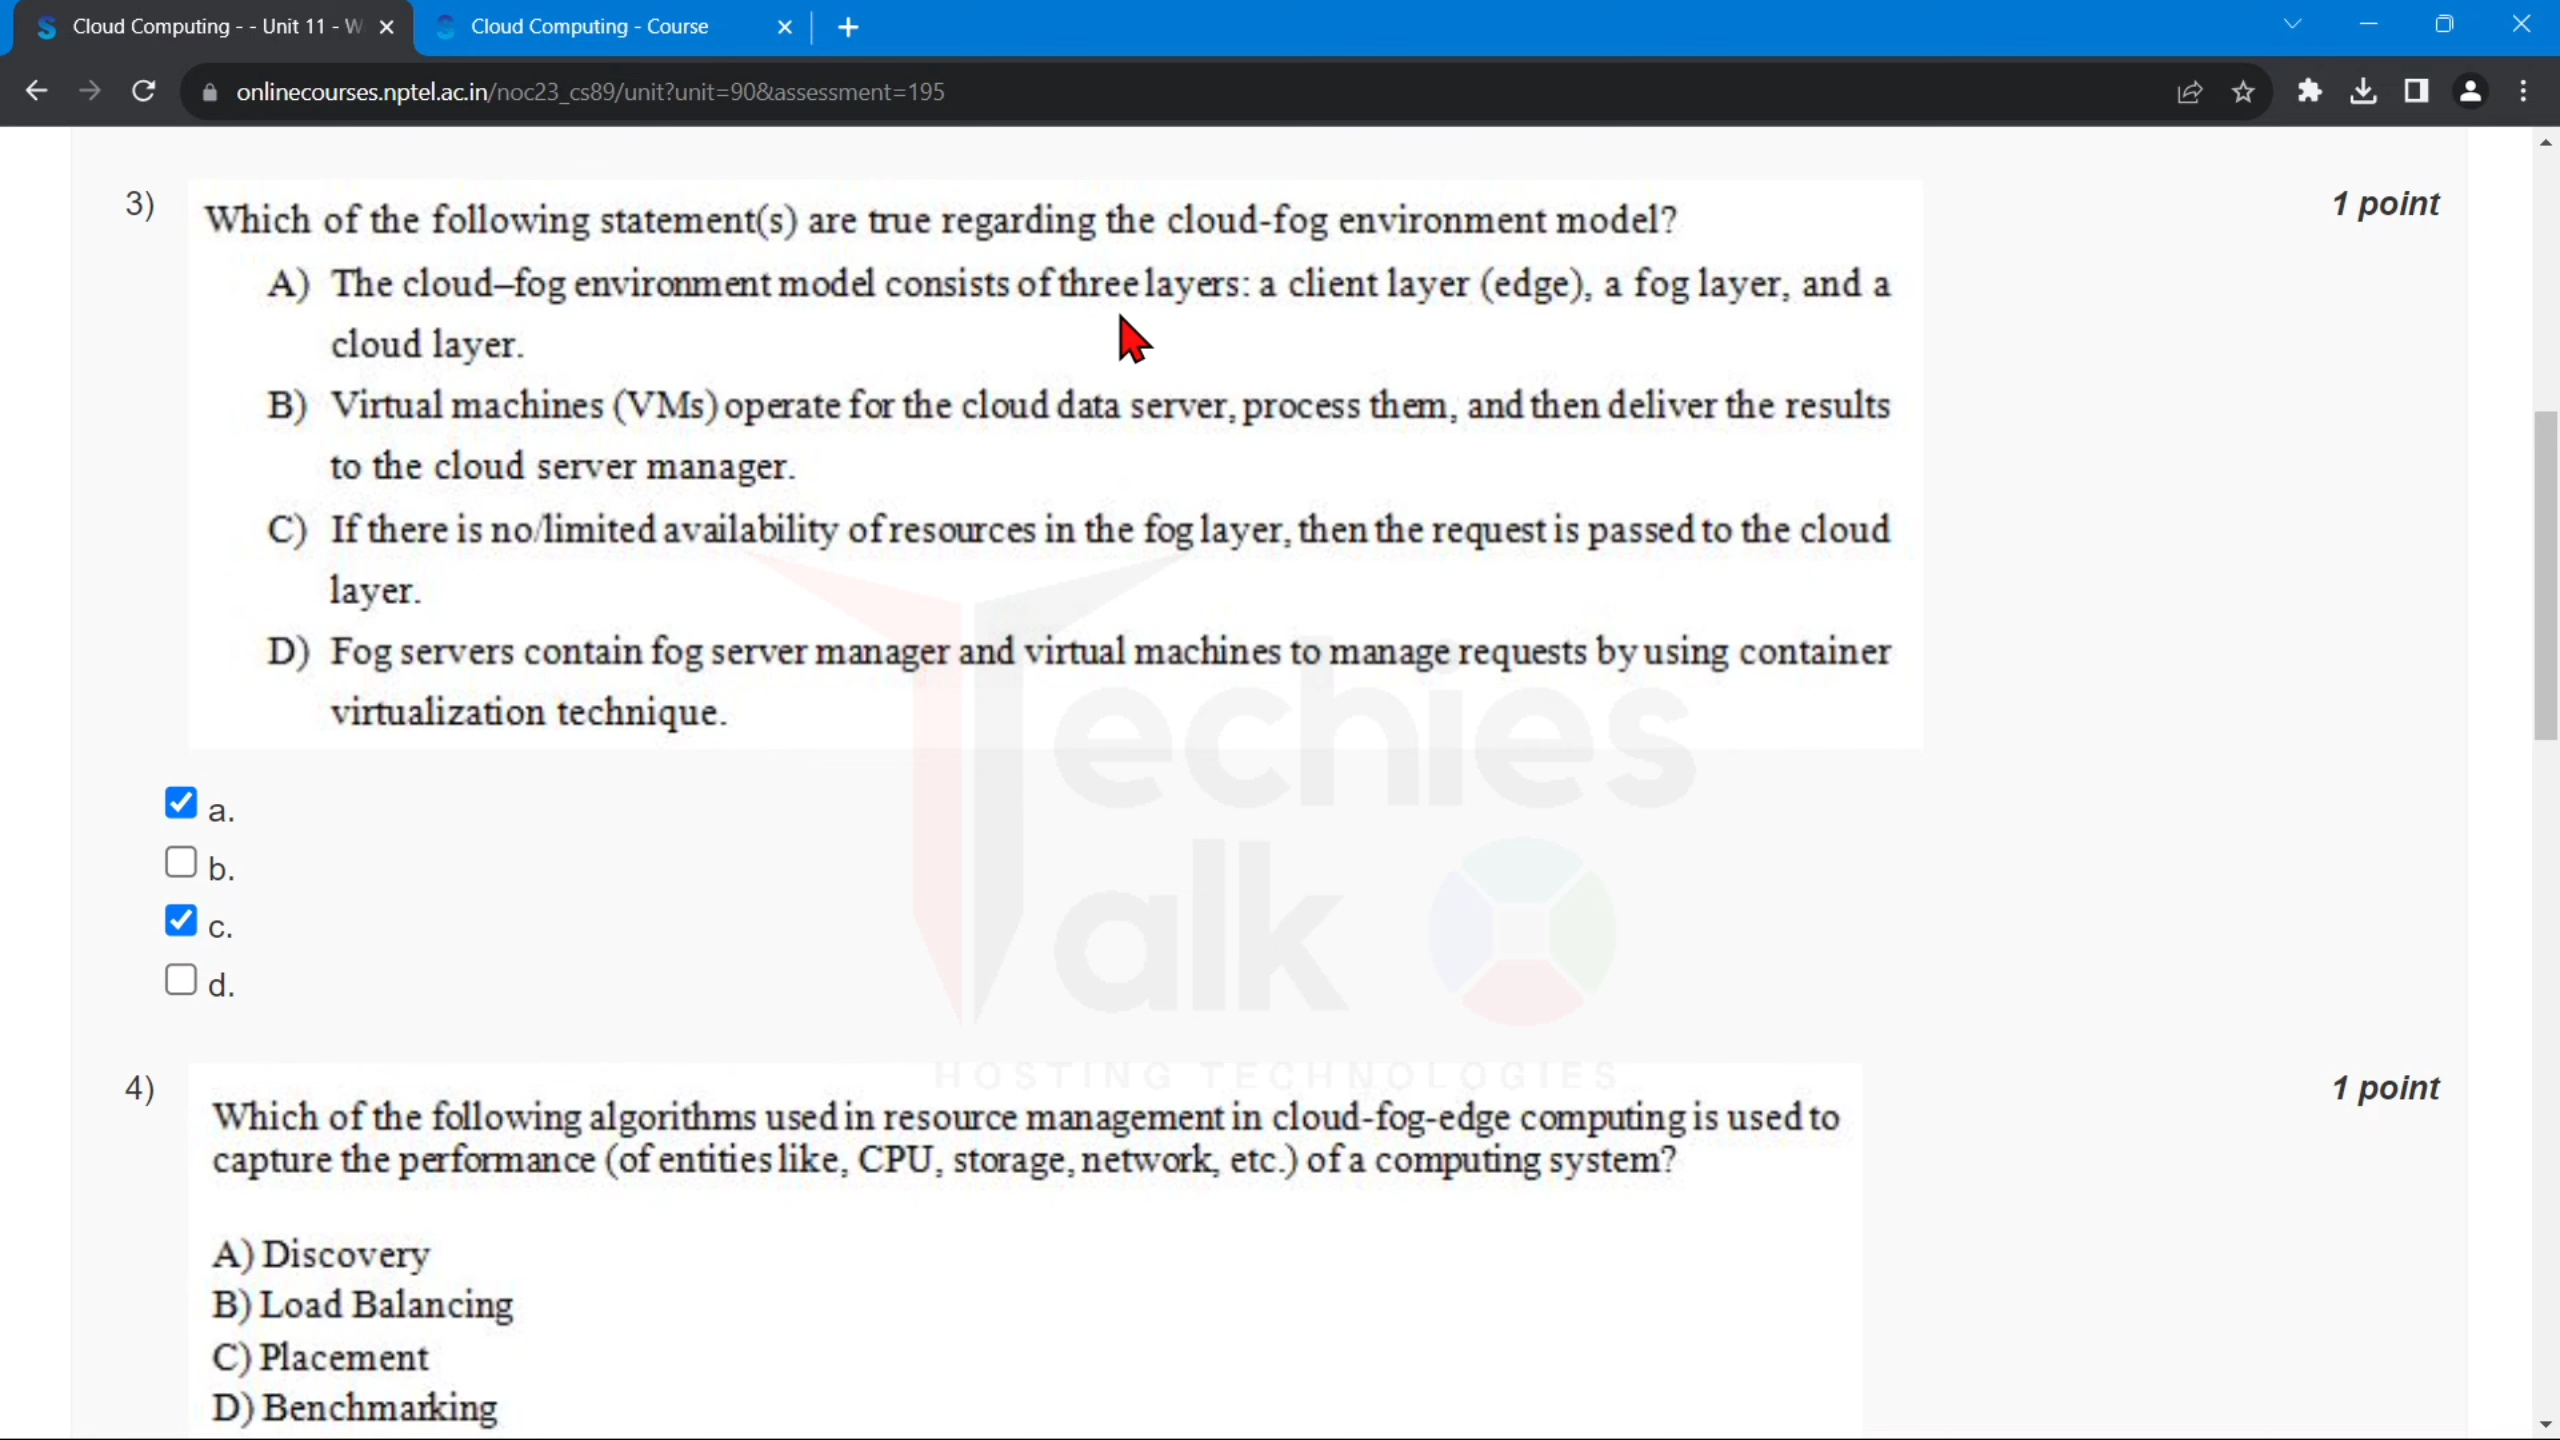 Cloud Computing - - Unit 11 - W
Cloud Computing - Course
onlinecourses.nptel.ac.in/noc23_cs89/unit?unit=90&assessment=195
3)
1 point
Which of the following statement(s) are true regarding the cloud-fog environment model?
A) The cloud–fog environment model consists of three layers: a client layer (edge), a fog layer, and a
cloud layer.
B) Virtual machines (VMs) operate for the cloud data server, process them, and then deliver the results
to the cloud server manager.
C) If there is no/limited availability of resources in the fog layer, then the request is passed to the cloud
layer.
D) Fog servers contain fog server manager and virtual machines to manage requests by using container
virtualization technique.
a.
b.
c.
d.
Techies
Talk
HOSTING TECHNOLOGIES
4)
1 point
Which of the following algorithms used in resource management in cloud-fog-edge computing is used to
capture the performance (of entities like, CPU, storage, network, etc.) of a computing system?
A) Discovery
B) Load Balancing
C) Placement
D) Benchmarking